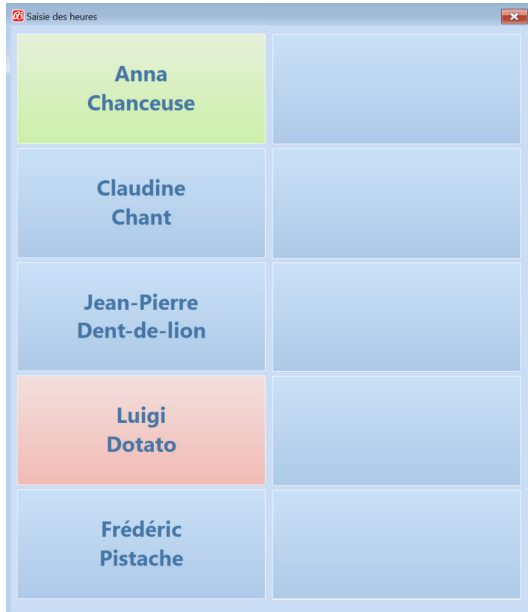 Saisie des heures
Anna
Chanceuse
Claudine
Chant
Jean-Pierre
Dent-de-lion
Luigi
Dotato
Frédéric
Pistache